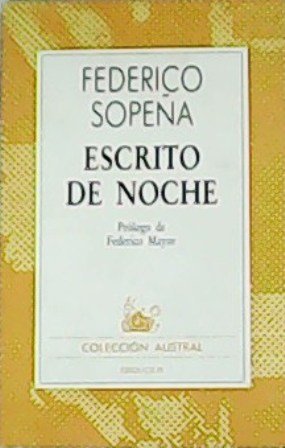 FEDERICO
SOPEÑA
ESCRITO
DE NOCHE
Prólogo de
Federico Mayor
COLECCIÓN AUSTRAL